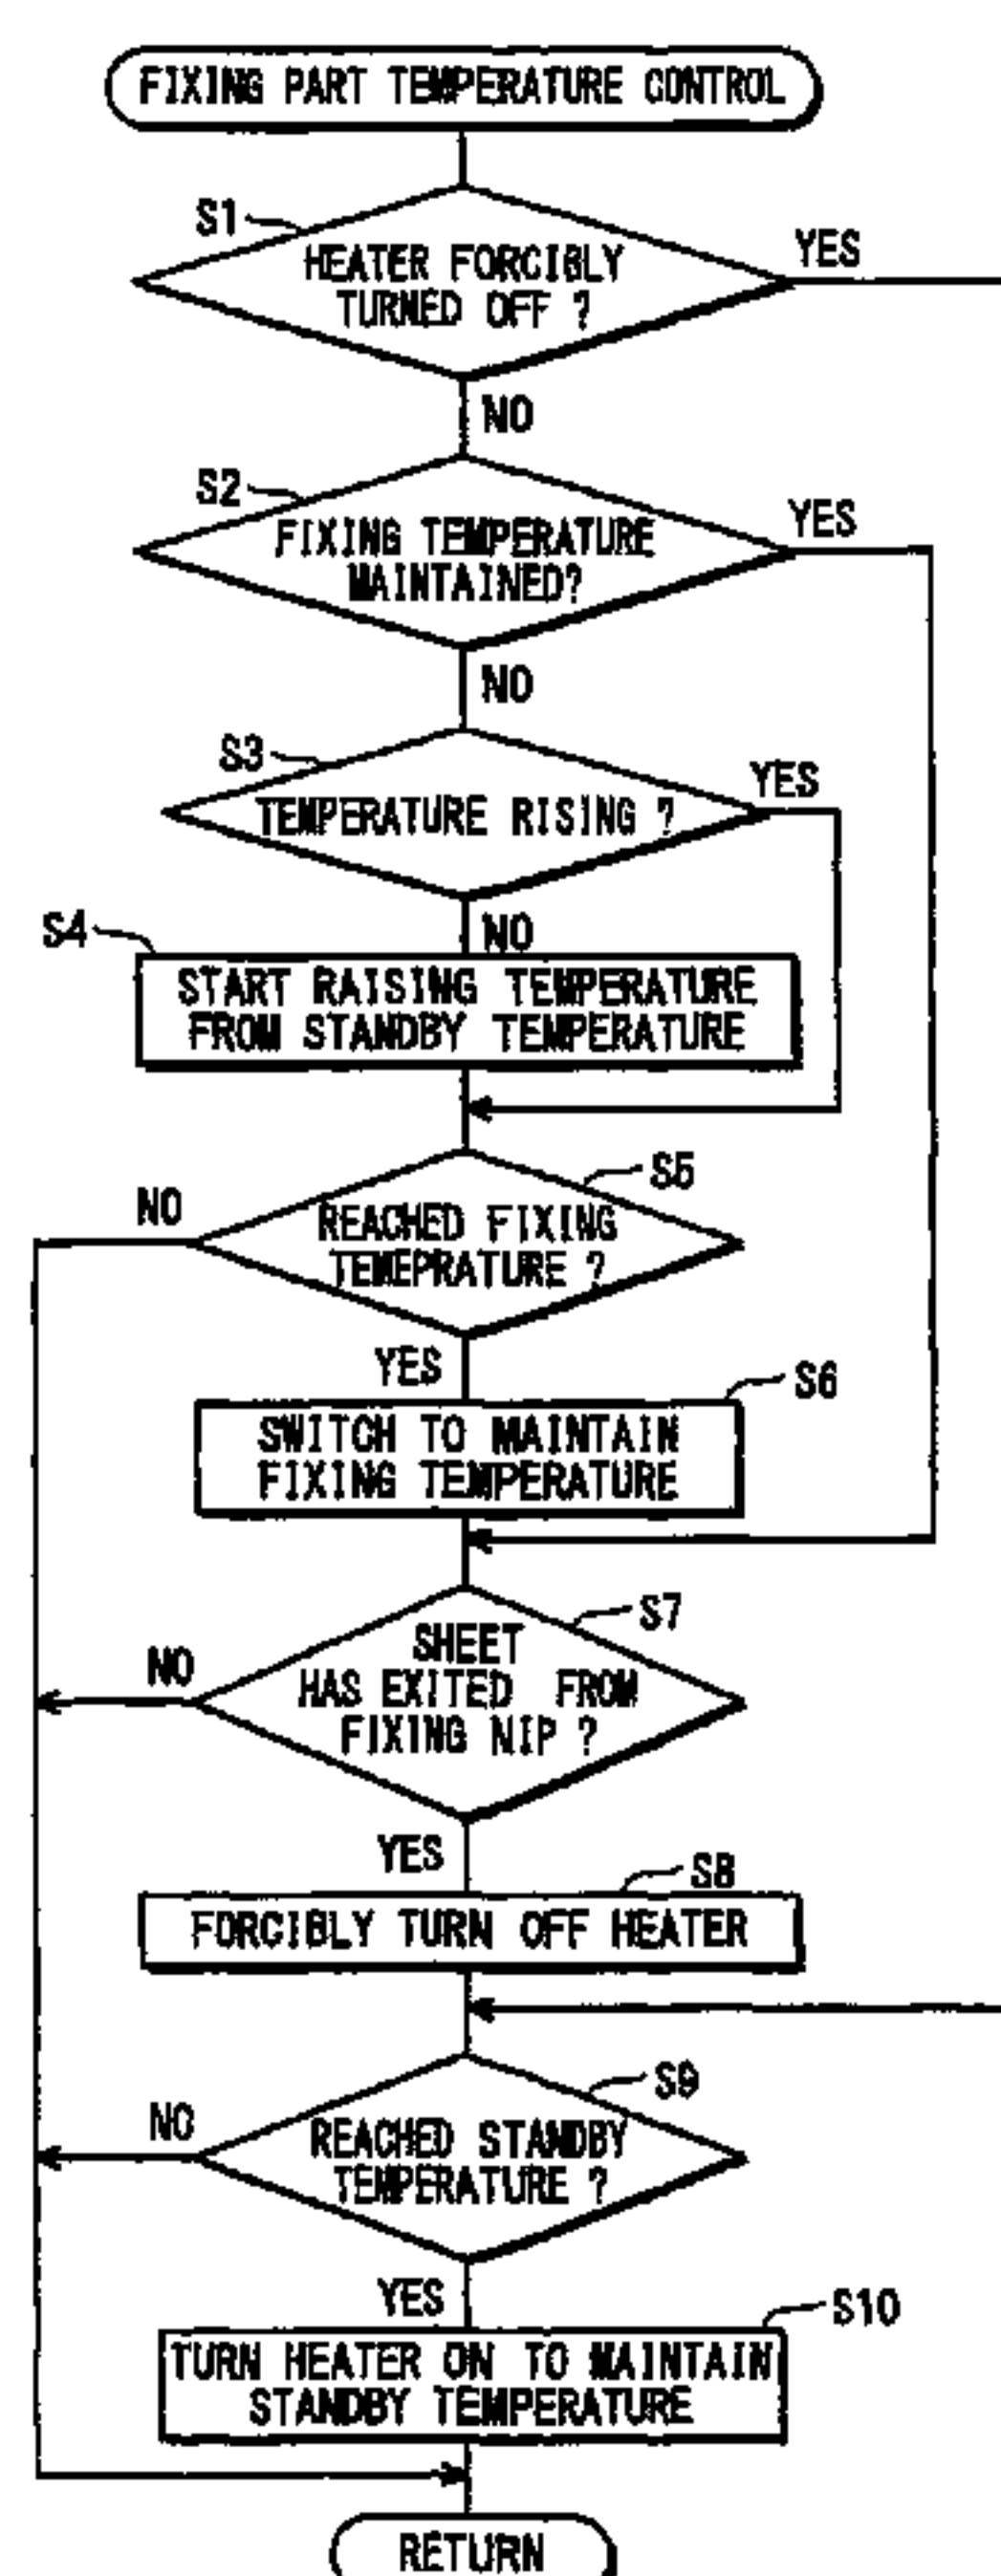 FIXING PART TEMPERATURE CONTROL
S1
HEATER FORCIBLY
TURNED OFF ?
YES
NO
S2
FIXING TEMPERATURE
MAINTAINED?
YES
NO
S3
TEMPERATURE RISING ?
YES
NO
S4
START RAISING TEMPERATURE
FROM STANDBY TEMPERATURE
S5
REACHED FIXING
TEMEPRATURE ?
NO
YES
S6
SWITCH TO MAINTAIN
FIXING TEMPERATURE
S7
SHEET
HAS EXITED FROM
FIXING NIP ?
NO
YES
S8
FORCIBLY TURN OFF HEATER
S9
REACHED STANDBY
TEMPERATURE ?
NO
YES
S10
TURN HEATER ON TO MAINTAIN
STANDBY TEMPERATURE
RETURN